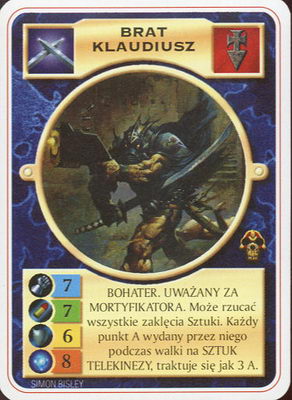 BRAT
KLAUDIUSZ
7
7
6
8
BOHATER. UWAŻANY ZA
MORTYFIKATORA. Może rzucać
wszystkie zaklęcia Sztuki. Każdy
punkt A wydany przez niego
podczas walki na SZTUK
TELEKINEZY, traktuje się jak 3 A.
SIMON BISLEY